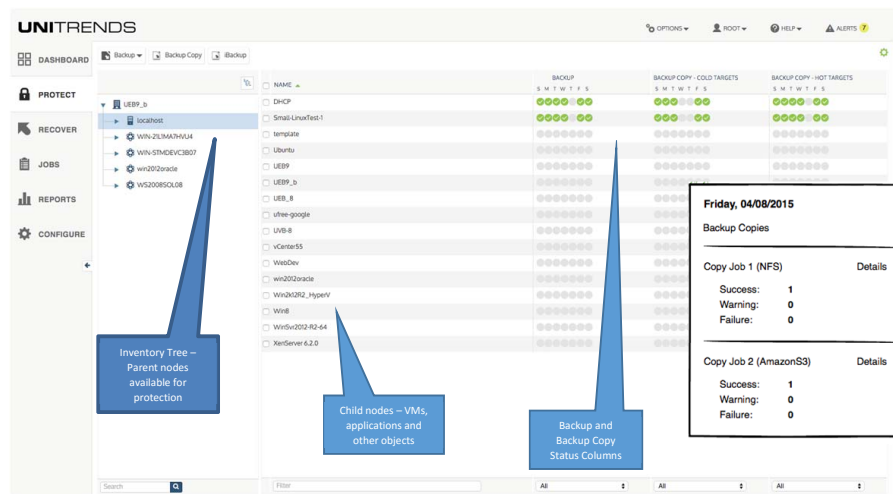 UNITRENDS
OPTIONS ROOT HELP ALERTS 7
DASHBOARD
PROTECT
RECOVER
JOBS
REPORTS
CONFIGURE
Backup Backup Copy iBackup
UEB9_b
localhost
WIN-21L1MA7HVU4
WIN-STMDEVC3B07
win2012oracle
WS2008SOL08
NAME
BACKUP
S M T W T F S
BACKUP COPY - COLD TARGETS
S M T W T F S
BACKUP COPY - HOT TARGETS
S M T W T F S
DHCP
Small-LinuxTest-1
template
Ubuntu
UEB9
UEB9_b
UEB_8
ufree-google
UVB-8
vCenter55
WebDev
win2012oracle
Win2k12R2_HyperV
Win8
WinSvr2012-R2-64
XenServer 6.2.0
Friday, 04/08/2015
Backup Copies
Copy Job 1 (NFS) Details
Success: 1
Warning: 0
Failure: 0
Copy Job 2 (AmazonS3) Details
Success: 1
Warning: 0
Failure: 0
Inventory Tree –
Parent nodes
available for
protection
Child nodes – VMs,
applications and
other objects
Backup and
Backup Copy
Status Columns
Search
Filter
All
All
All